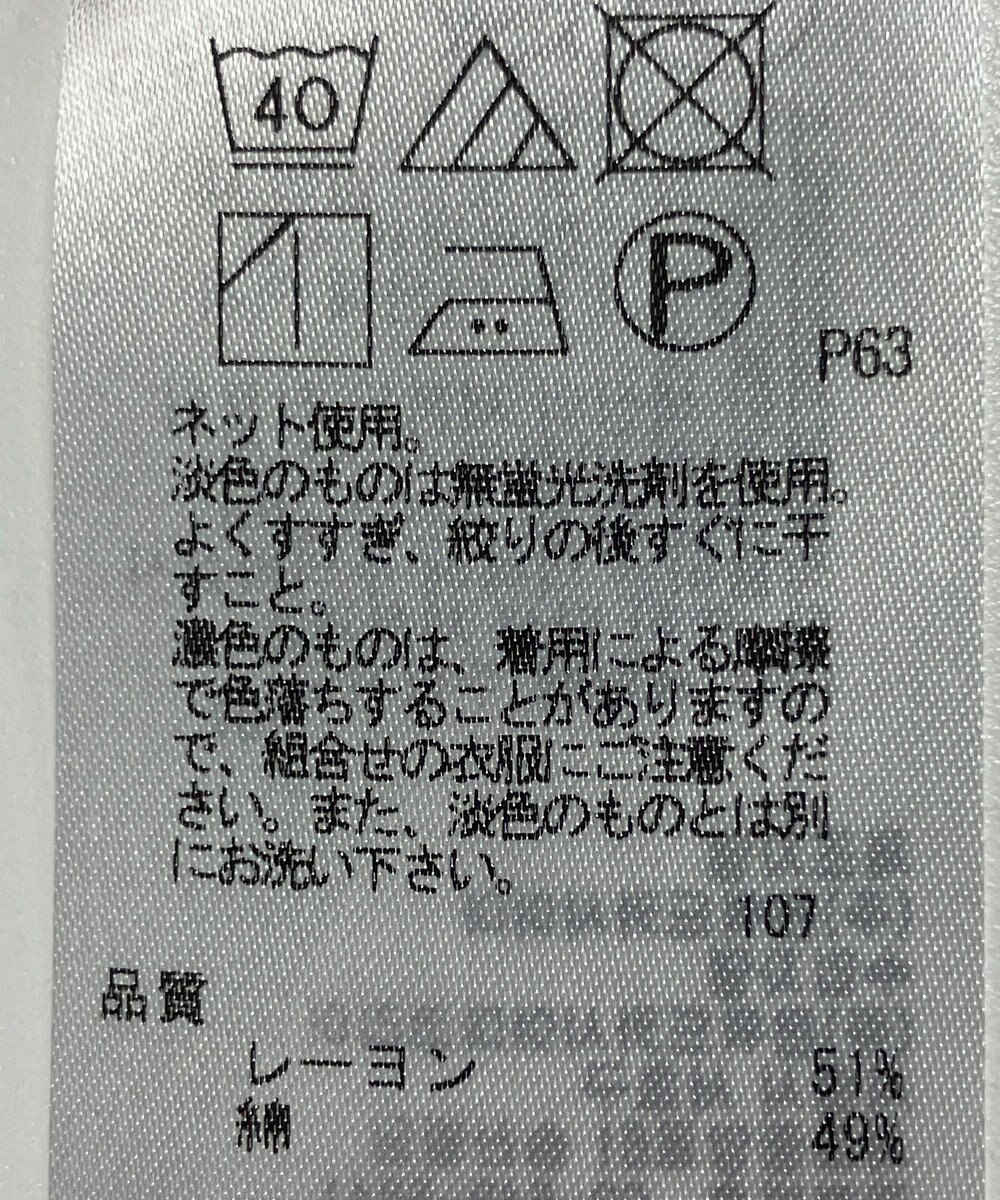 40
P
P63
ネット使用。
淡色のものは無蛍光洗剤を使用。
よくすすぎ、絞りの後すぐに干
すこと。
濃色のものは、着用による摩擦
で色落ちすることがありますの
で、組合せの衣服にご注意くだ
さい。また、淡色のものとは別
にお洗い下さい。
107
品質
レーヨン 51%
綿 49%